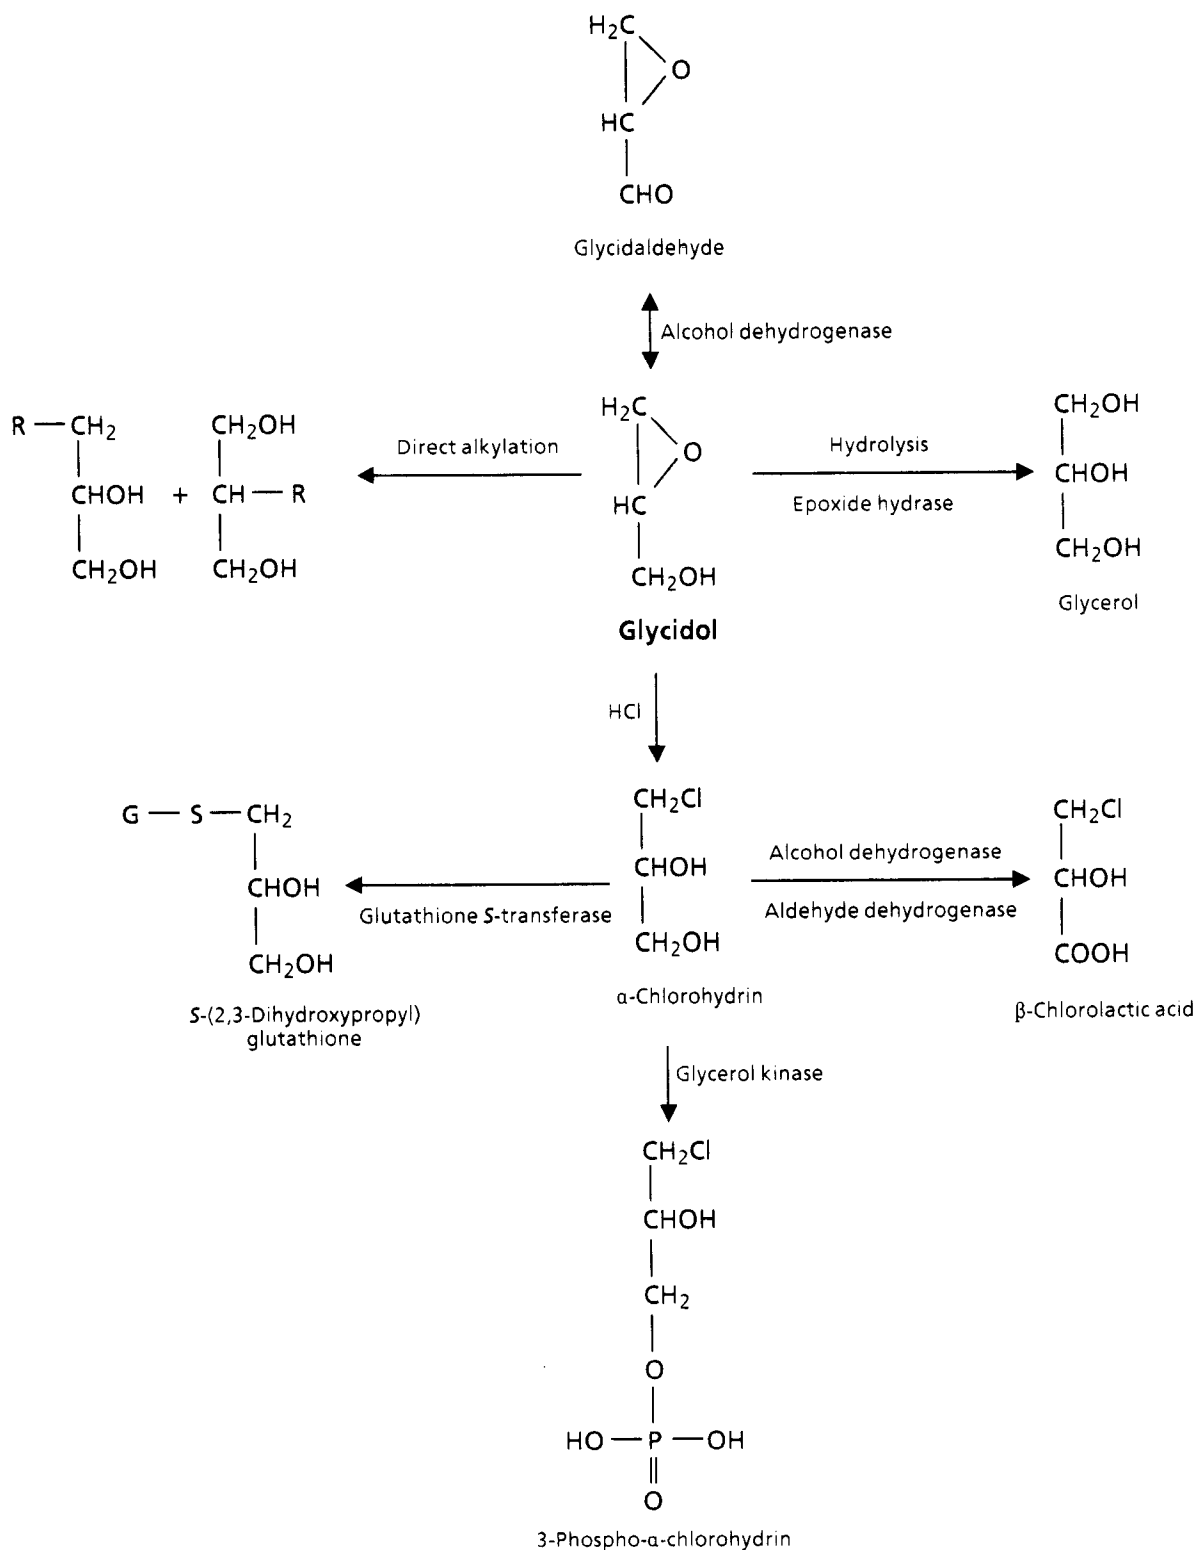 H₂C
O
HC
CHO
Glycidaldehyde
Alcohol dehydrogenase
R — CH₂
CHOH
CH₂OH
+
CH₂OH
CH — R
CH₂OH
Direct alkylation
H₂C
O
HC
CH₂OH
Glycidol
Hydrolysis
Epoxide hydrase
CH₂OH
CHOH
CH₂OH
Glycerol
HCl
G — S — CH₂
CHOH
CH₂OH
S-(2,3-Dihydroxypropyl)
glutathione
Glutathione S-transferase
CH₂Cl
CHOH
CH₂OH
α-Chlorohydrin
Alcohol dehydrogenase
Aldehyde dehydrogenase
CH₂Cl
CHOH
COOH
β-Chlorolactic acid
Glycerol kinase
CH₂Cl
CHOH
CH₂
O
HO — P — OH
O
3-Phospho-α-chlorohydrin